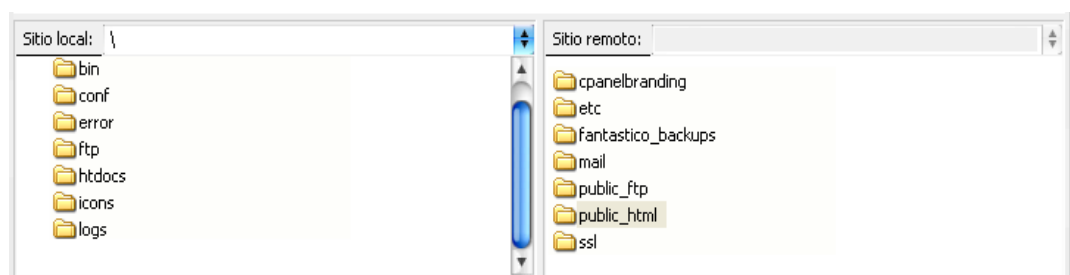 Sitio local: \
bin
conf
error
ftp
htdocs
icons
logs
Sitio remoto:
cpanelbranding
etc
fantastico_backups
mail
public_ftp
public_html
ssl